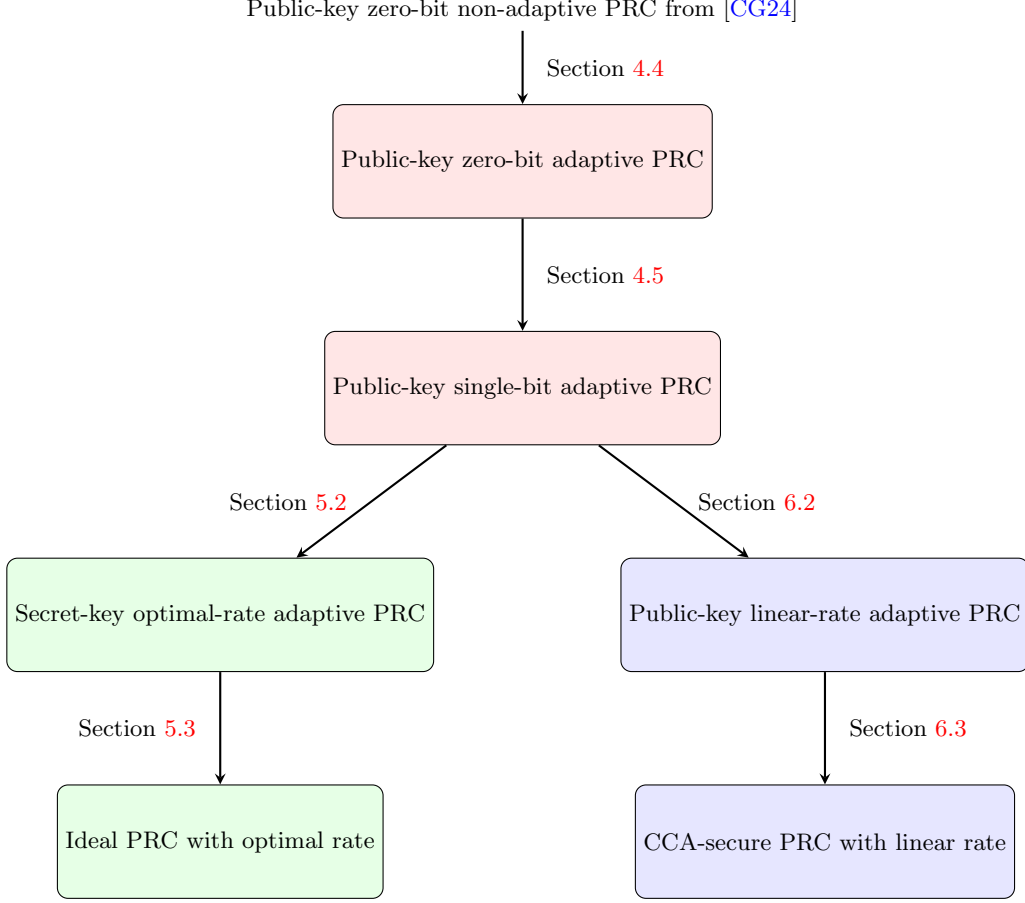 Public-key zero-bit non-adaptive PRC from [CG24]
Section 4.4
Public-key zero-bit adaptive PRC
Section 4.5
Public-key single-bit adaptive PRC
Section 5.2
Section 6.2
Secret-key optimal-rate adaptive PRC
Public-key linear-rate adaptive PRC
Section 5.3
Section 6.3
Ideal PRC with optimal rate
CCA-secure PRC with linear rate